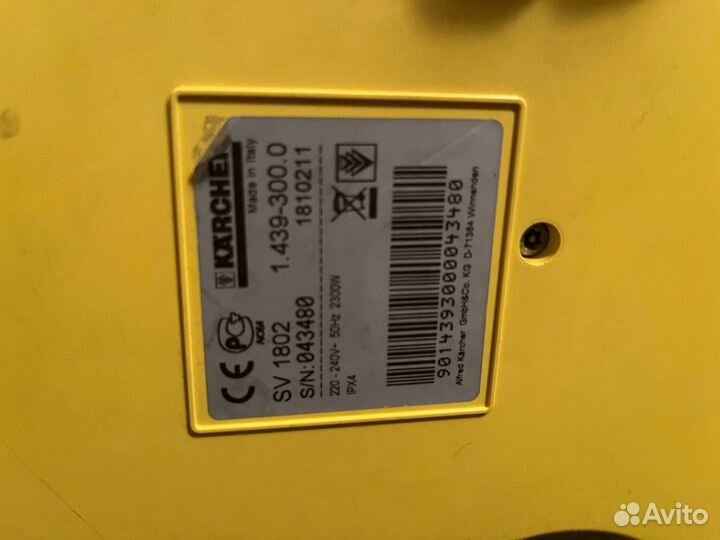 KÄRCHER
Made in Italy
SV 1802 1.439-300.0
S/N: 043480 1810211
220 - 240V~ 50Hz 2300W
IPX4
9014393000043480
Alfred Kärcher GmbH&Co. KG D-71364 Winnenden
Avito